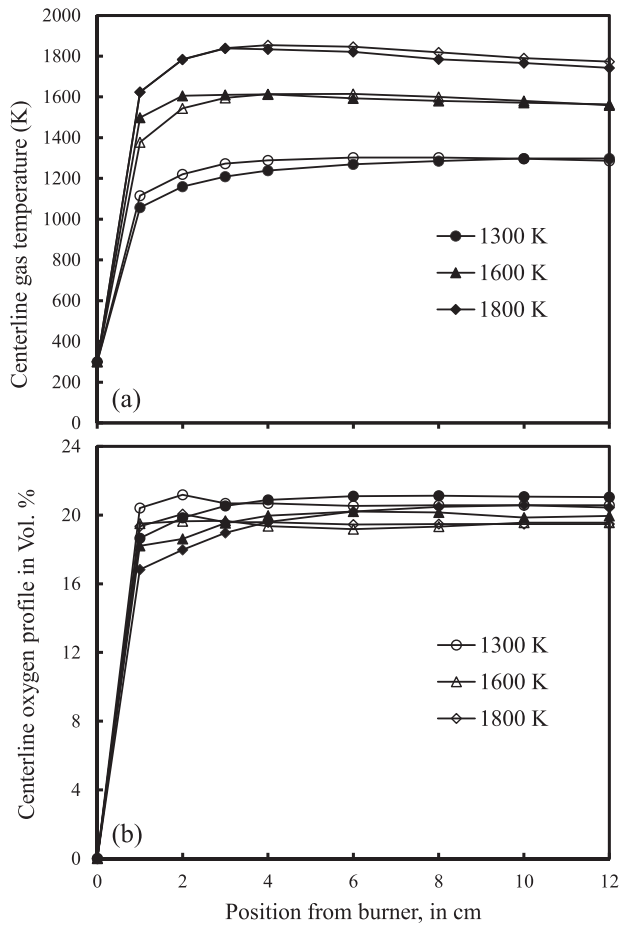 2000
1800
1600
1400
1200
1000
800
600
400
200
0
Centerline gas temperature (K)
1300 K
1600 K
1800 K
(a)
24
20
16
12
8
4
0
Centerline oxygen profile in Vol. %
1300 K
1600 K
1800 K
(b)
0 2 4 6 8 10 12
Position from burner, in cm